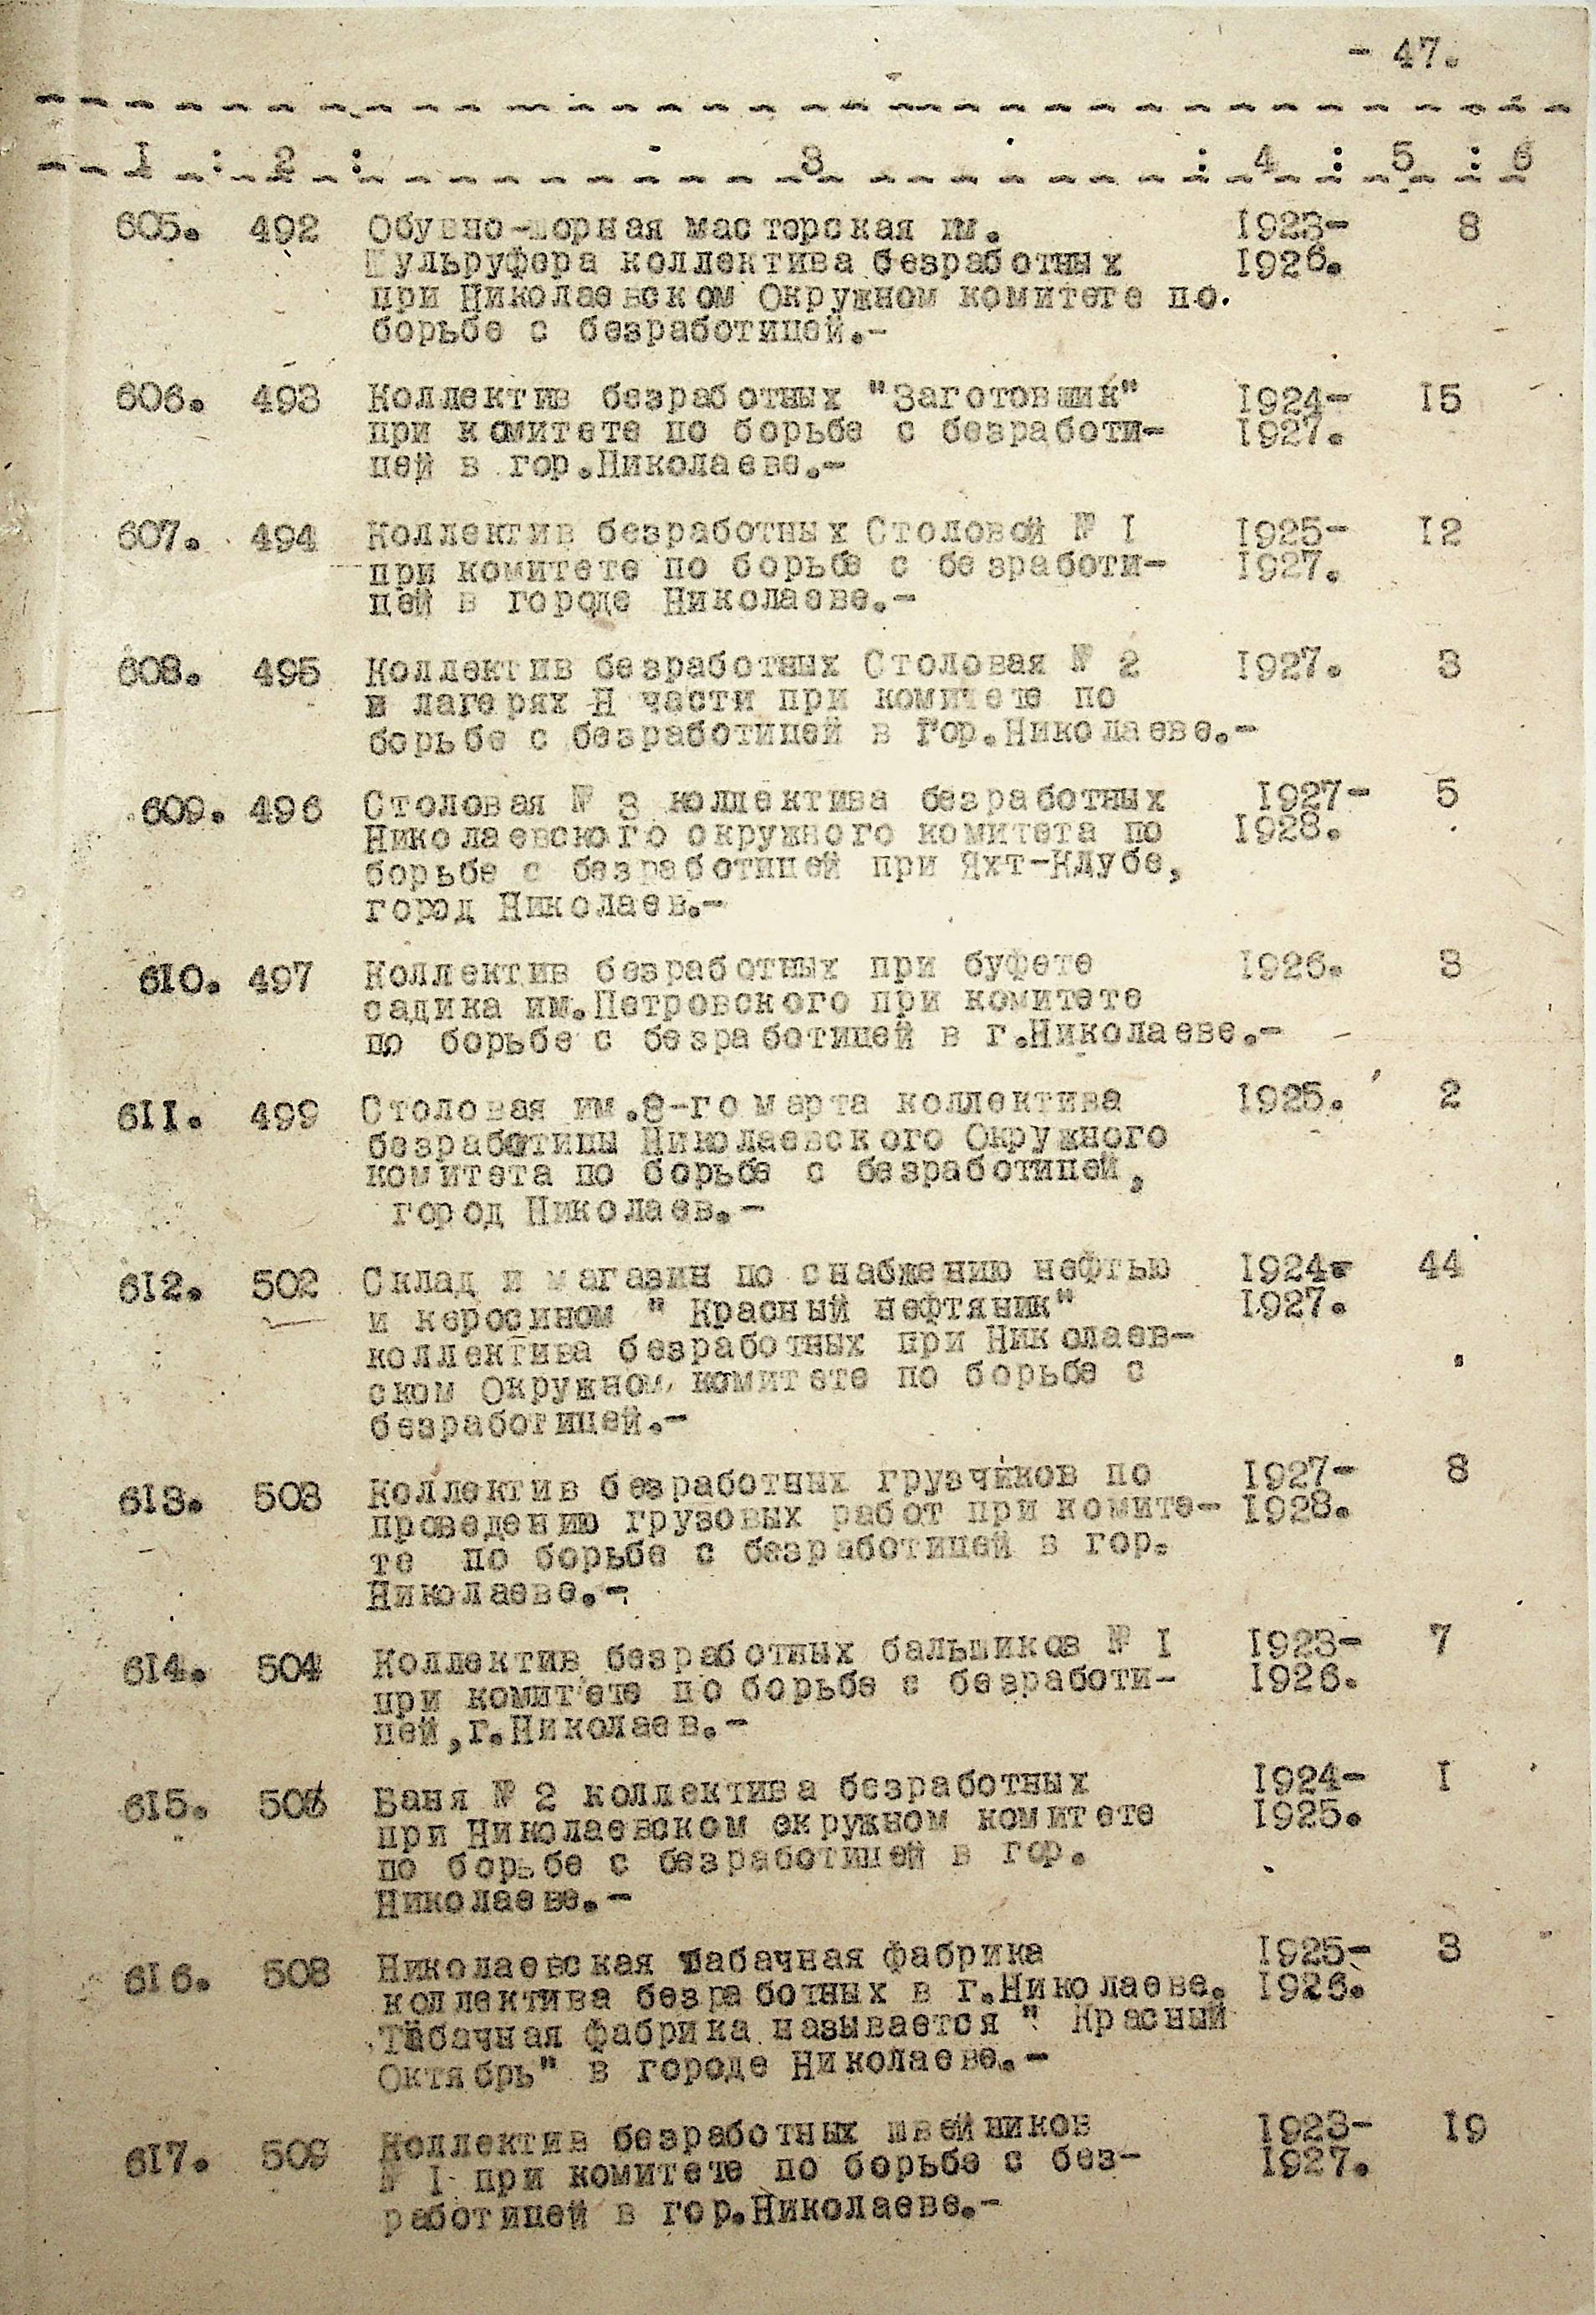 - 47.
1 : 2 : 3 : 4 : 5 : 6
605. 492 Обувно-шорная мастерская им. 1923- 8
Шульруфера коллектива безработных 1926.
при Николаевском Окружном комитете по
борьбе с безработицей.-
606. 493 Коллектив безработных "Заготовщик" 1924- 15
при комитете по борьбе с безработи- 1927.
цей в гор.Николаеве.-
607. 494 Коллектив безработных Столовой № 1 1925- 12
при комитете по борьбе с безработи- 1927.
цей в городе Николаеве.-
608. 495 Коллектив безработных Столовая № 2 1927. 3
в лагерях Н части при комитете по
борьбе с безработицей в гор.Николаеве.-
609. 496 Столовая № 3 коллектива безработных 1927- 5
Николаевского окружного комитета по 1928.
борьбе с безработицей при Яхт-Клубе,
город Николаев.-
610. 497 Коллектив безработных при буфете 1926. 3
садика им.Петровского при комитете
по борьбе с безработицей в г.Николаеве.-
611. 499 Столовая им.8-го марта коллектива 1925. 2
безработицы Николаевского Окружного
комитета по борьбе с безработицей,
город Николаев.-
612. 502 Склад и магазин по снабжению нефтью 1924- 44
и керосином " Красный нефтяник" 1927.
коллектива безработных при Николаев-
ском Окружном комитете по борьбе с
безработицей.-
613. 503 Коллектив безработных грузчиков по 1927- 8
проведению грузовых работ при комите- 1928.
те по борьбе с безработицей в гор.
Николаеве.-
614. 504 Коллектив безработных бальшиков № 1 1923- 7
при комитете по борьбе с безработи- 1926.
цей,г.Николаев.-
615. Баня № 2 коллектива безработных 1924- 1
при Николаевском окружном комитете 1925.
по борьбе с безработицей в гор.
Николаеве.-
616. 508 Николаевская табачная фабрика 1925- 3
коллектива безработных в г.Николаеве. 1926.
Табачная фабрика называется " Красный
Октябрь" в городе Николаеве.-
617. 509 Коллектив безработных швейников 1923- 19
№ 1 при комитете по борьбе с без- 1927.
работицей в гор.Николаеве.-